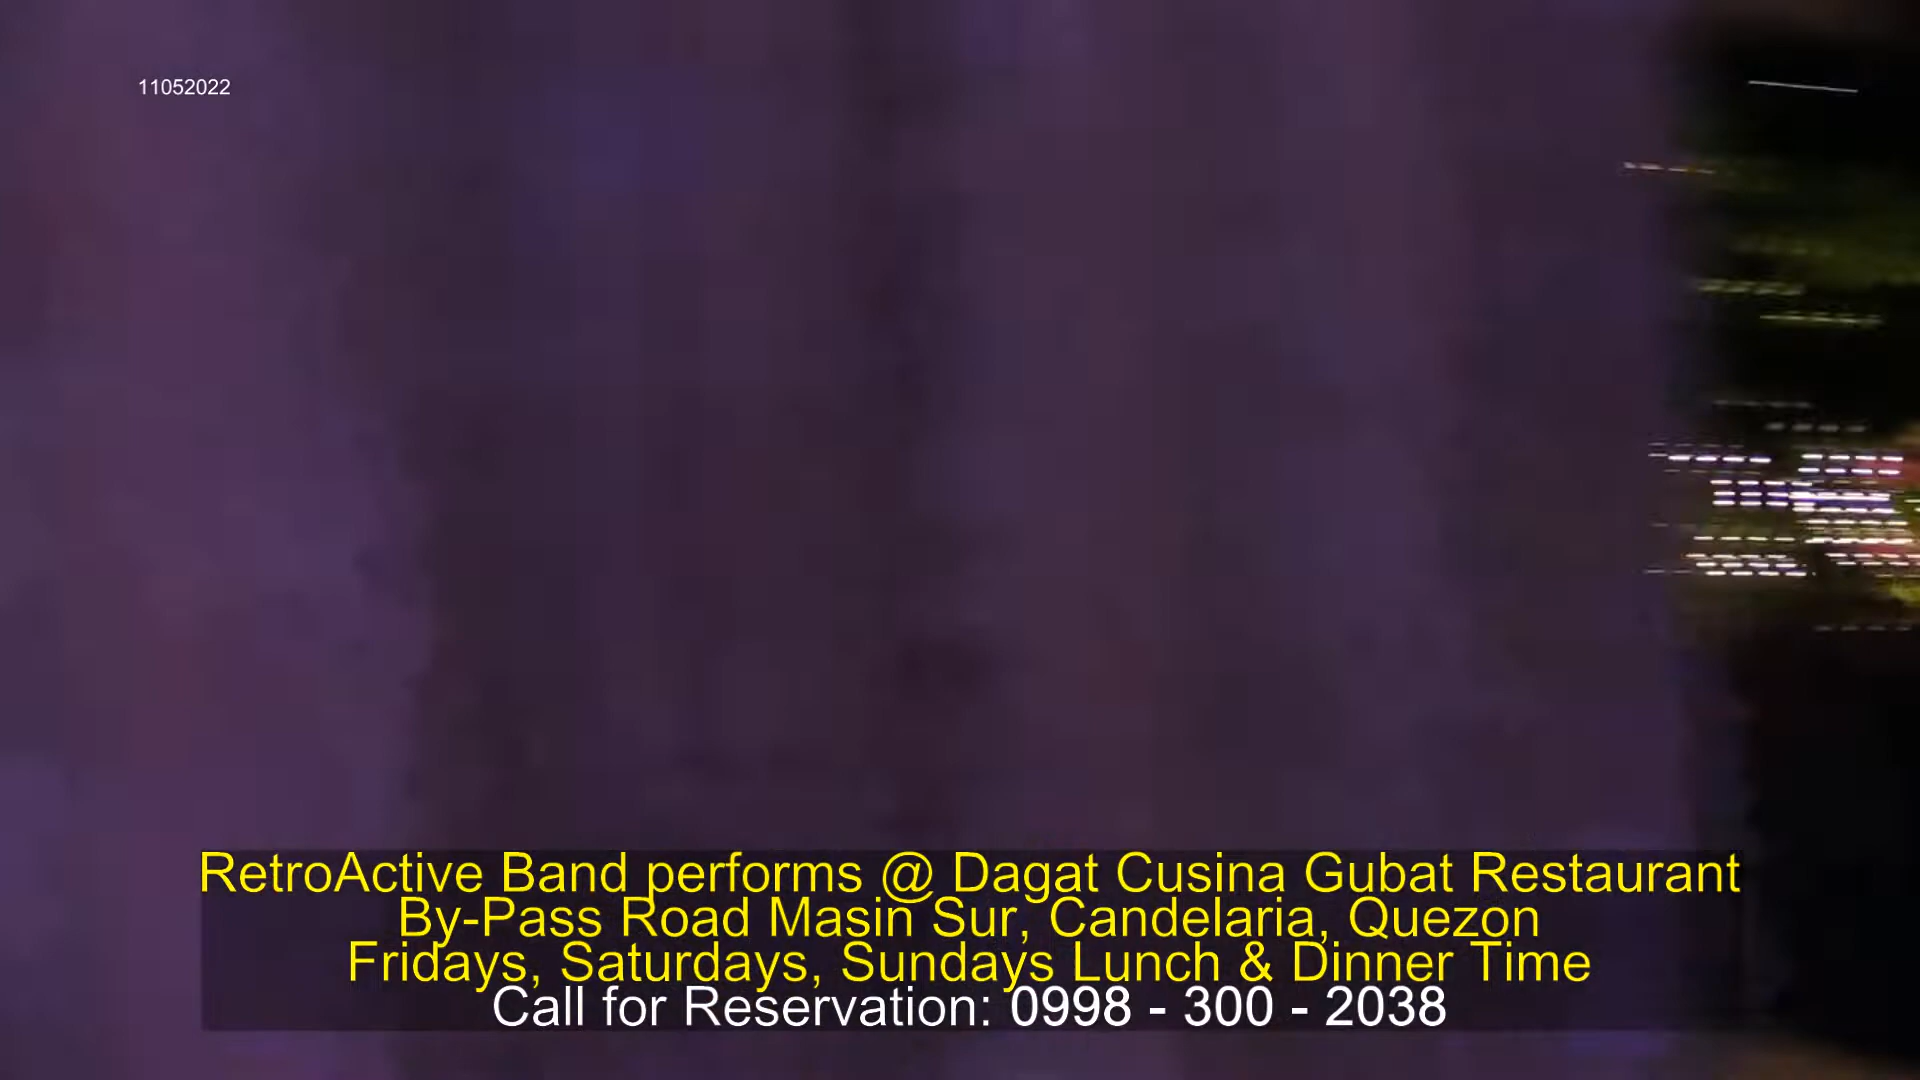 11052022
RetroActive Band performs @ Dagat Cusina Gubat Restaurant
By-Pass Road Masin Sur, Candelaria, Quezon
Fridays, Saturdays, Sundays Lunch & Dinner Time
Call for Reservation: 0998 - 300 - 2038